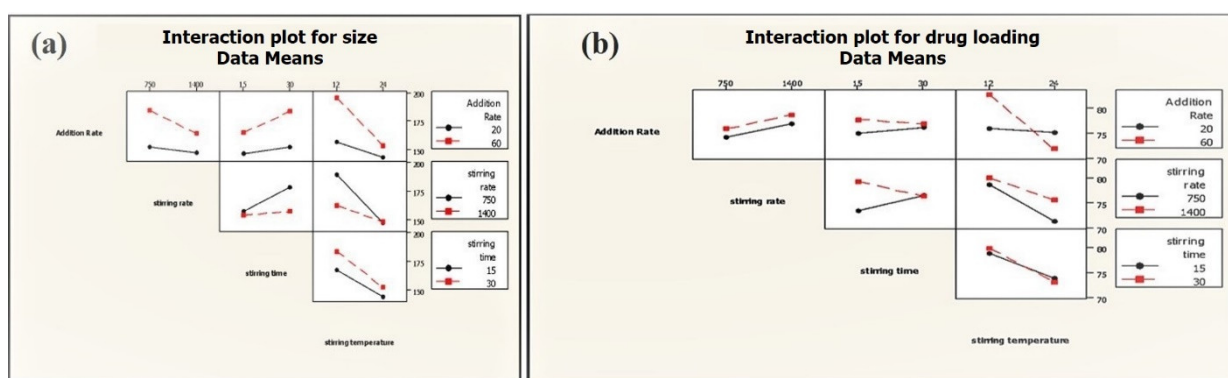 (a)
Interaction plot for size
Data Means
750 1400 15 30 12 24
200
175
150
Addition Rate
Addition
Rate
20
60
200
175
150
stirring rate
stirring
rate
750
1400
200
175
150
stirring time
stirring
time
15
30
stirring temperature
(b)
Interaction plot for drug loading
Data Means
750 1400 15 30 12 24
80
75
70
Addition Rate
Addition
Rate
20
60
80
75
70
stirring rate
stirring
rate
750
1400
80
75
70
stirring time
stirring
time
15
30
stirring temperature